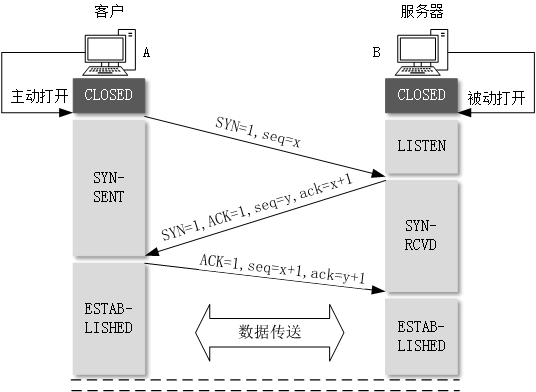 客户
服务器
A
B
主动打开
CLOSED
CLOSED
被动打开
SYN=1,seq=x
LISTEN
SYN-
SENT
SYN=1,ACK=1,seq=y,ack=x+1
SYN-
RCVD
ACK=1,seq=x+1,ack=y+1
ESTAB-
LISHED
数据传送
ESTAB-
LISHED